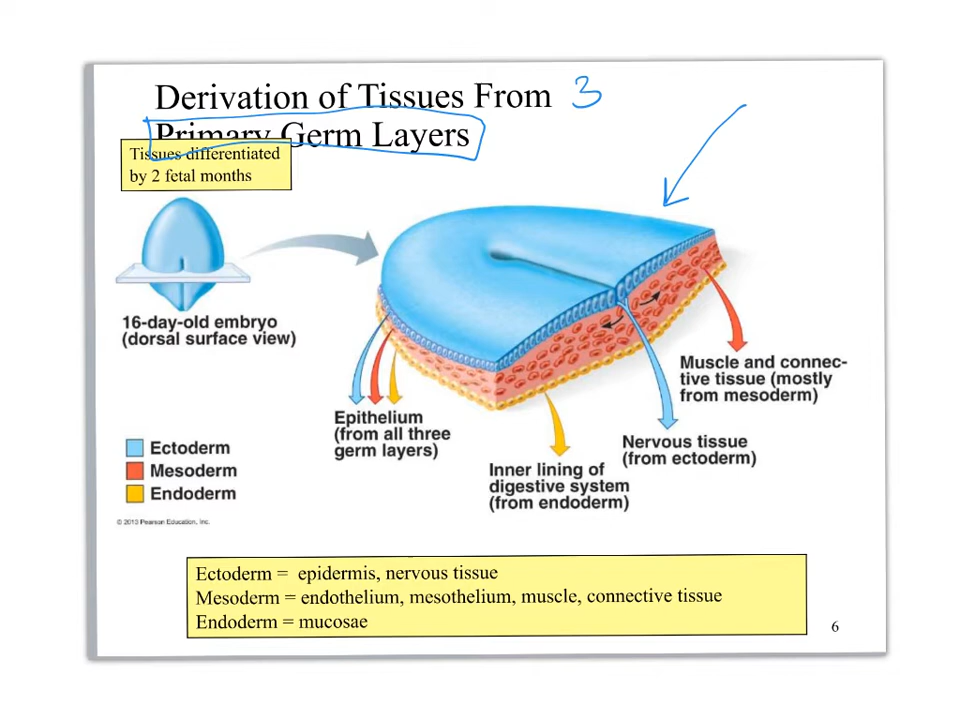 Derivation of Tissues From 3
Primary Germ Layers
Tissues differentiated
by 2 fetal months
16-day-old embryo
(dorsal surface view)
Muscle and connec-
tive tissue (mostly
from mesoderm)
Epithelium
(from all three
germ layers)
Nervous tissue
(from ectoderm)
Inner lining of
digestive system
(from endoderm)
Ectoderm
Mesoderm
Endoderm
© 2013 Pearson Education, Inc.
Ectoderm = epidermis, nervous tissue
Mesoderm = endothelium, mesothelium, muscle, connective tissue
Endoderm = mucosae
6